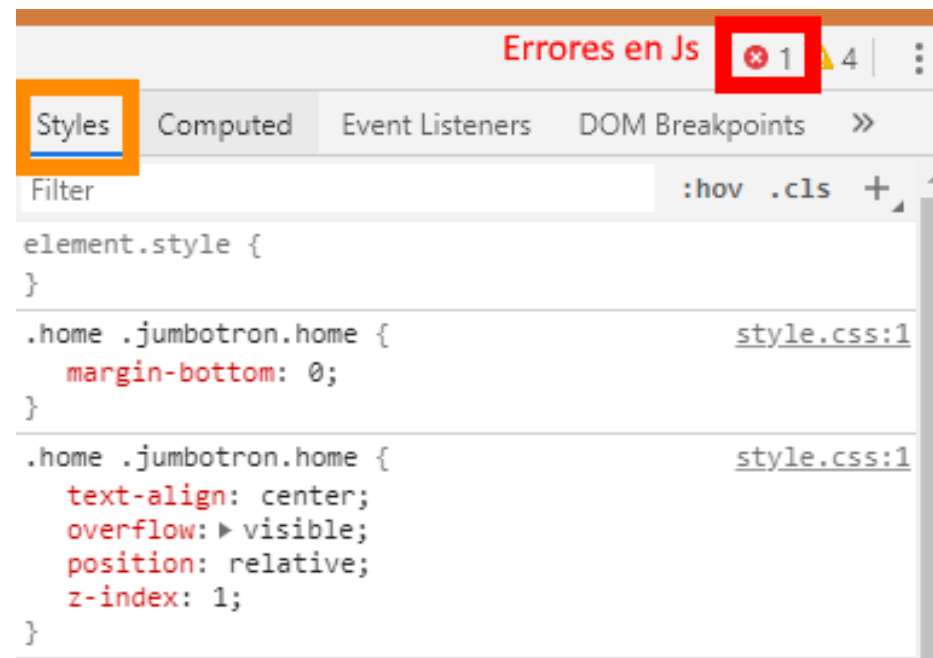 Errores en Js 1 4
Styles Computed Event Listeners DOM Breakpoints »
Filter :hov .cls +
element.style {
}
.home .jumbotron.home { style.css:1
margin-bottom: 0;
}
.home .jumbotron.home { style.css:1
text-align: center;
overflow: ▶ visible;
position: relative;
z-index: 1;
}